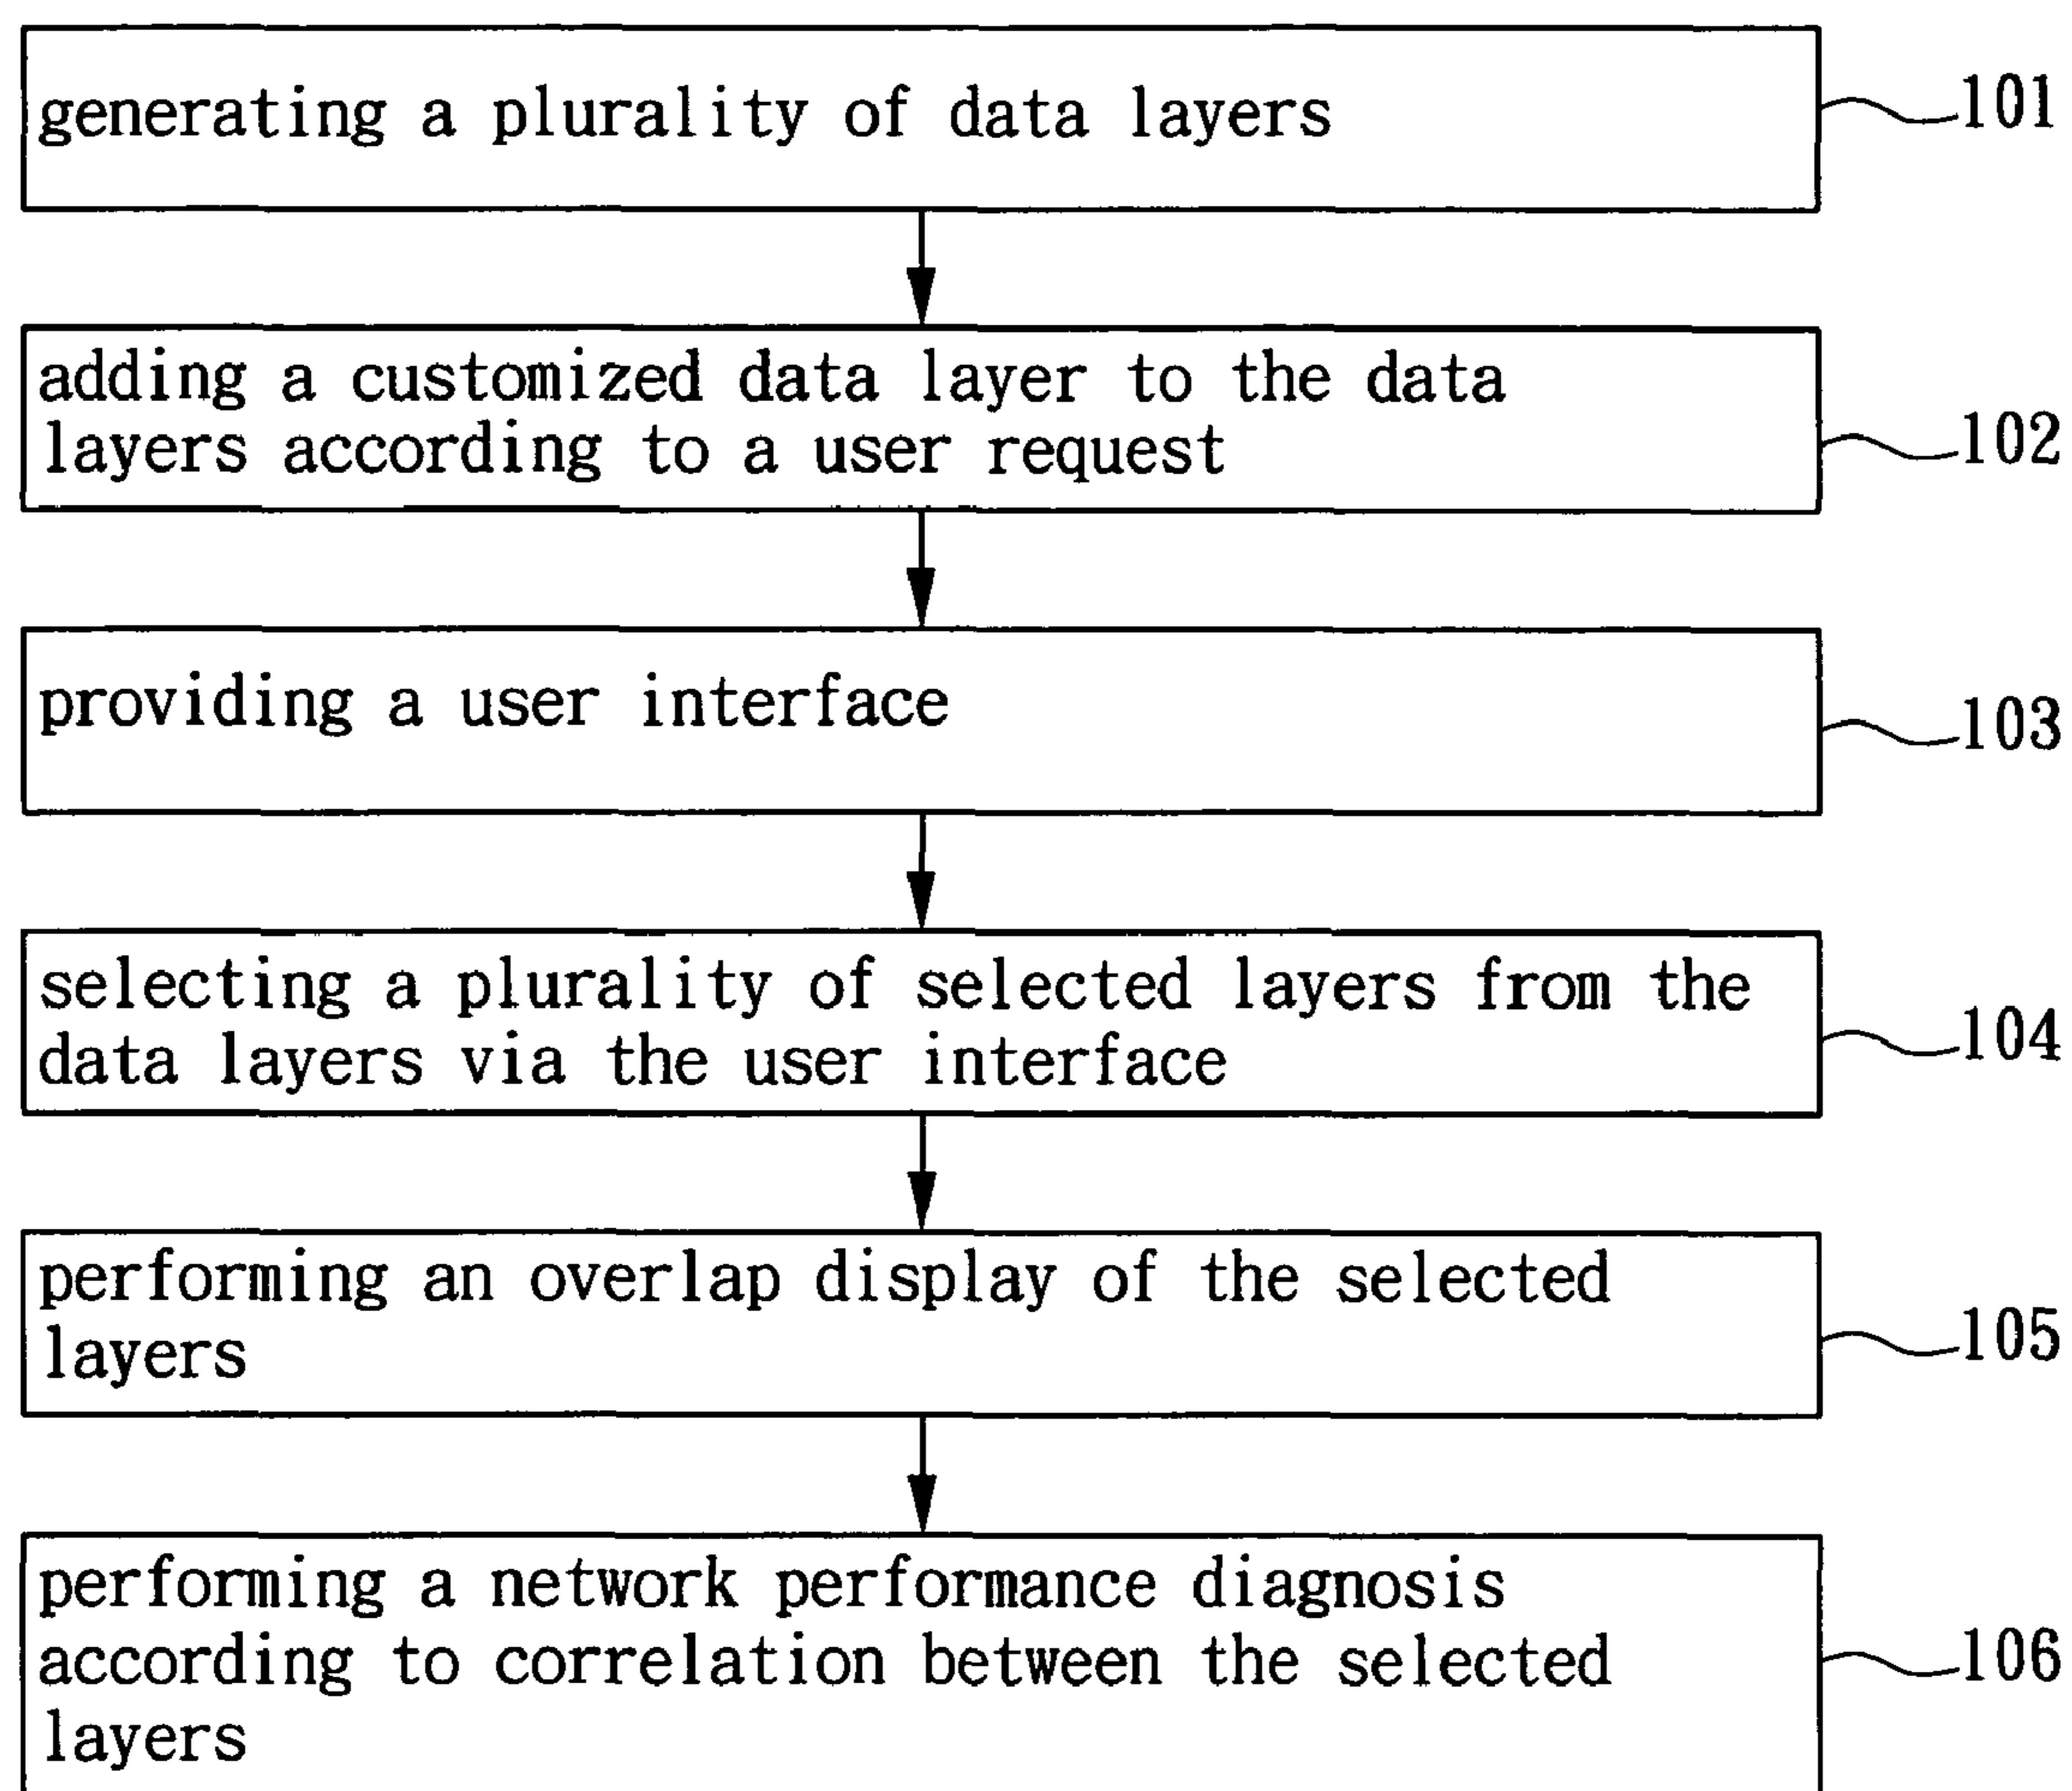 generating a plurality of data layers
101
adding a customized data layer to the data
layers according to a user request
102
providing a user interface
103
selecting a plurality of selected layers from the
data layers via the user interface
104
performing an overlap display of the selected
layers
105
performing a network performance diagnosis
according to correlation between the selected
layers
106